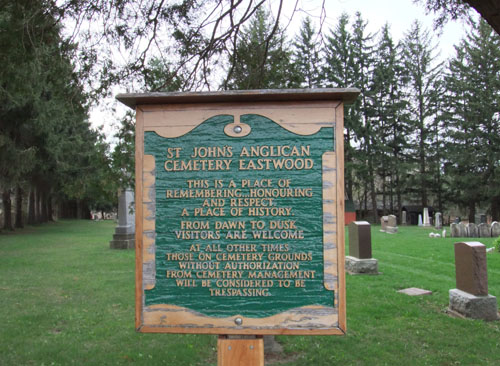 ST JOHNS ANGLICAN
CEMETERY EASTWOOD
THIS IS A PLACE OF
REMEMBERING...HONOURING
AND RESPECT.
A PLACE OF HISTORY.
FROM DAWN TO DUSK
VISITORS ARE WELCOME
AT ALL OTHER TIMES
THOSE ON CEMETERY GROUNDS
WITHOUT AUTHORIZATION
FROM CEMETERY MANAGEMENT
WILL BE CONSIDERED TO BE
TRESPASSING.